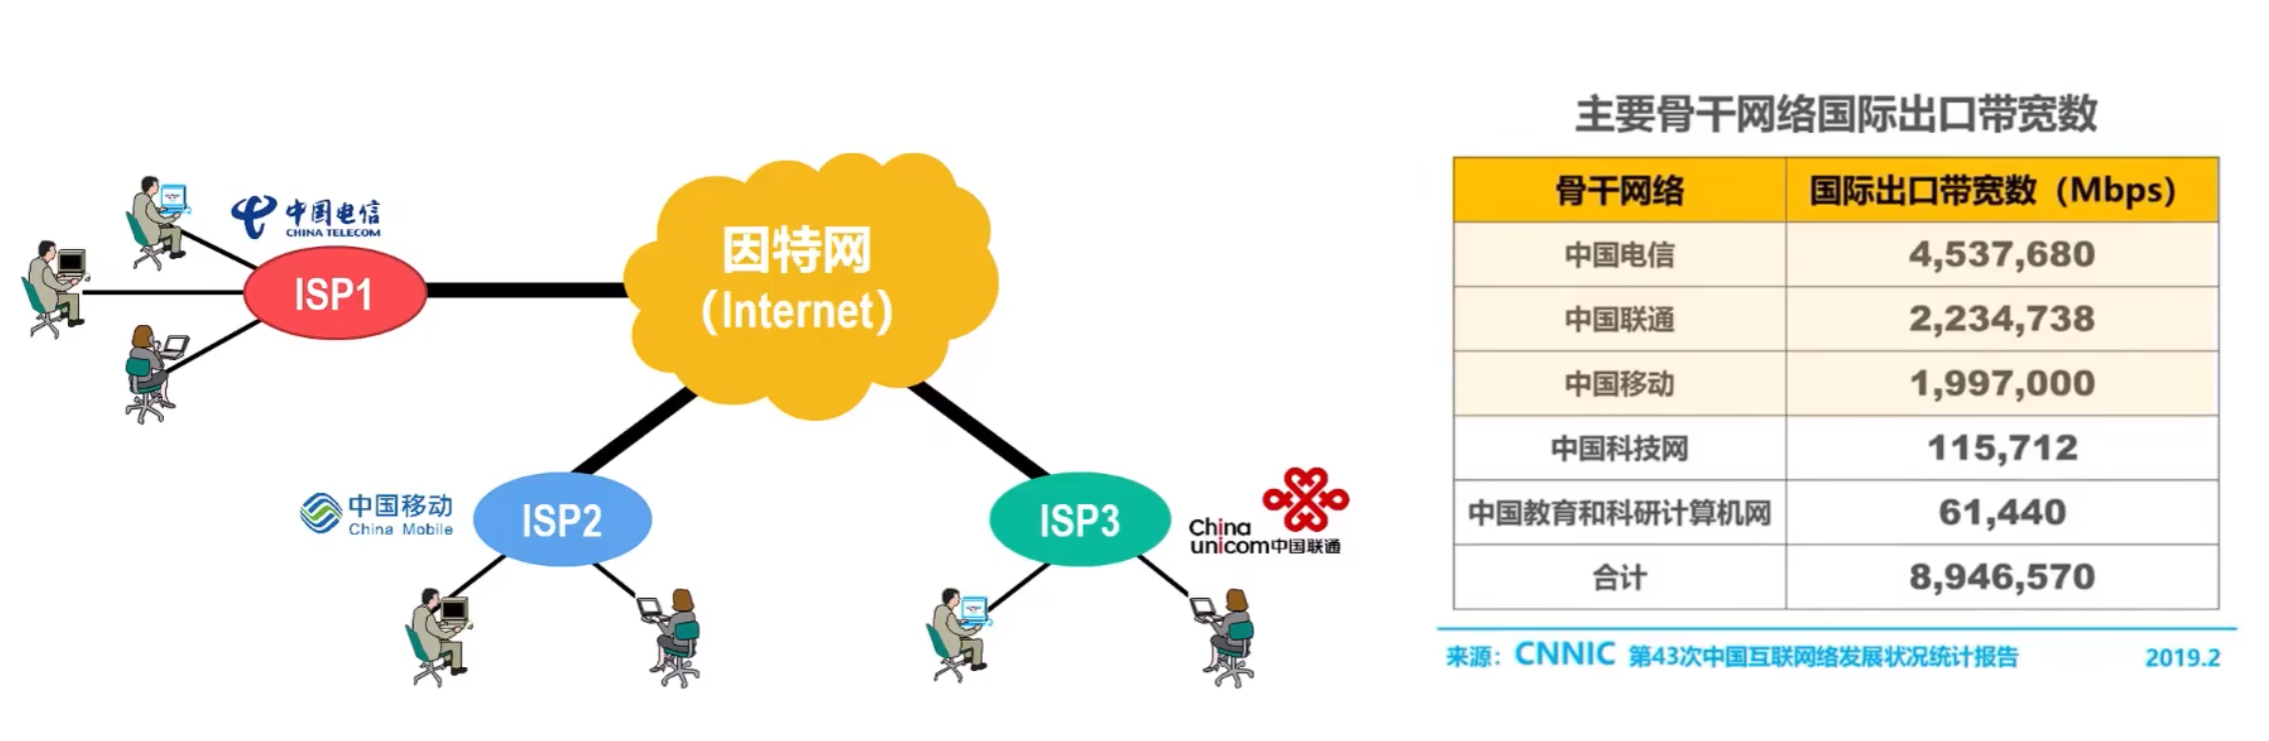 中国电信
CHINA TELECOM
ISP1
因特网
(Internet)
中国移动
China Mobile
ISP2
ISP3
China
unicom中国联通
主要骨干网络国际出口带宽数
骨干网络 国际出口带宽数（Mbps）
中国电信 4,537,680
中国联通 2,234,738
中国移动 1,997,000
中国科技网 115,712
中国教育和科研计算机网 61,440
合计 8,946,570
来源：CNNIC 第43次中国互联网络发展状况统计报告 2019.2